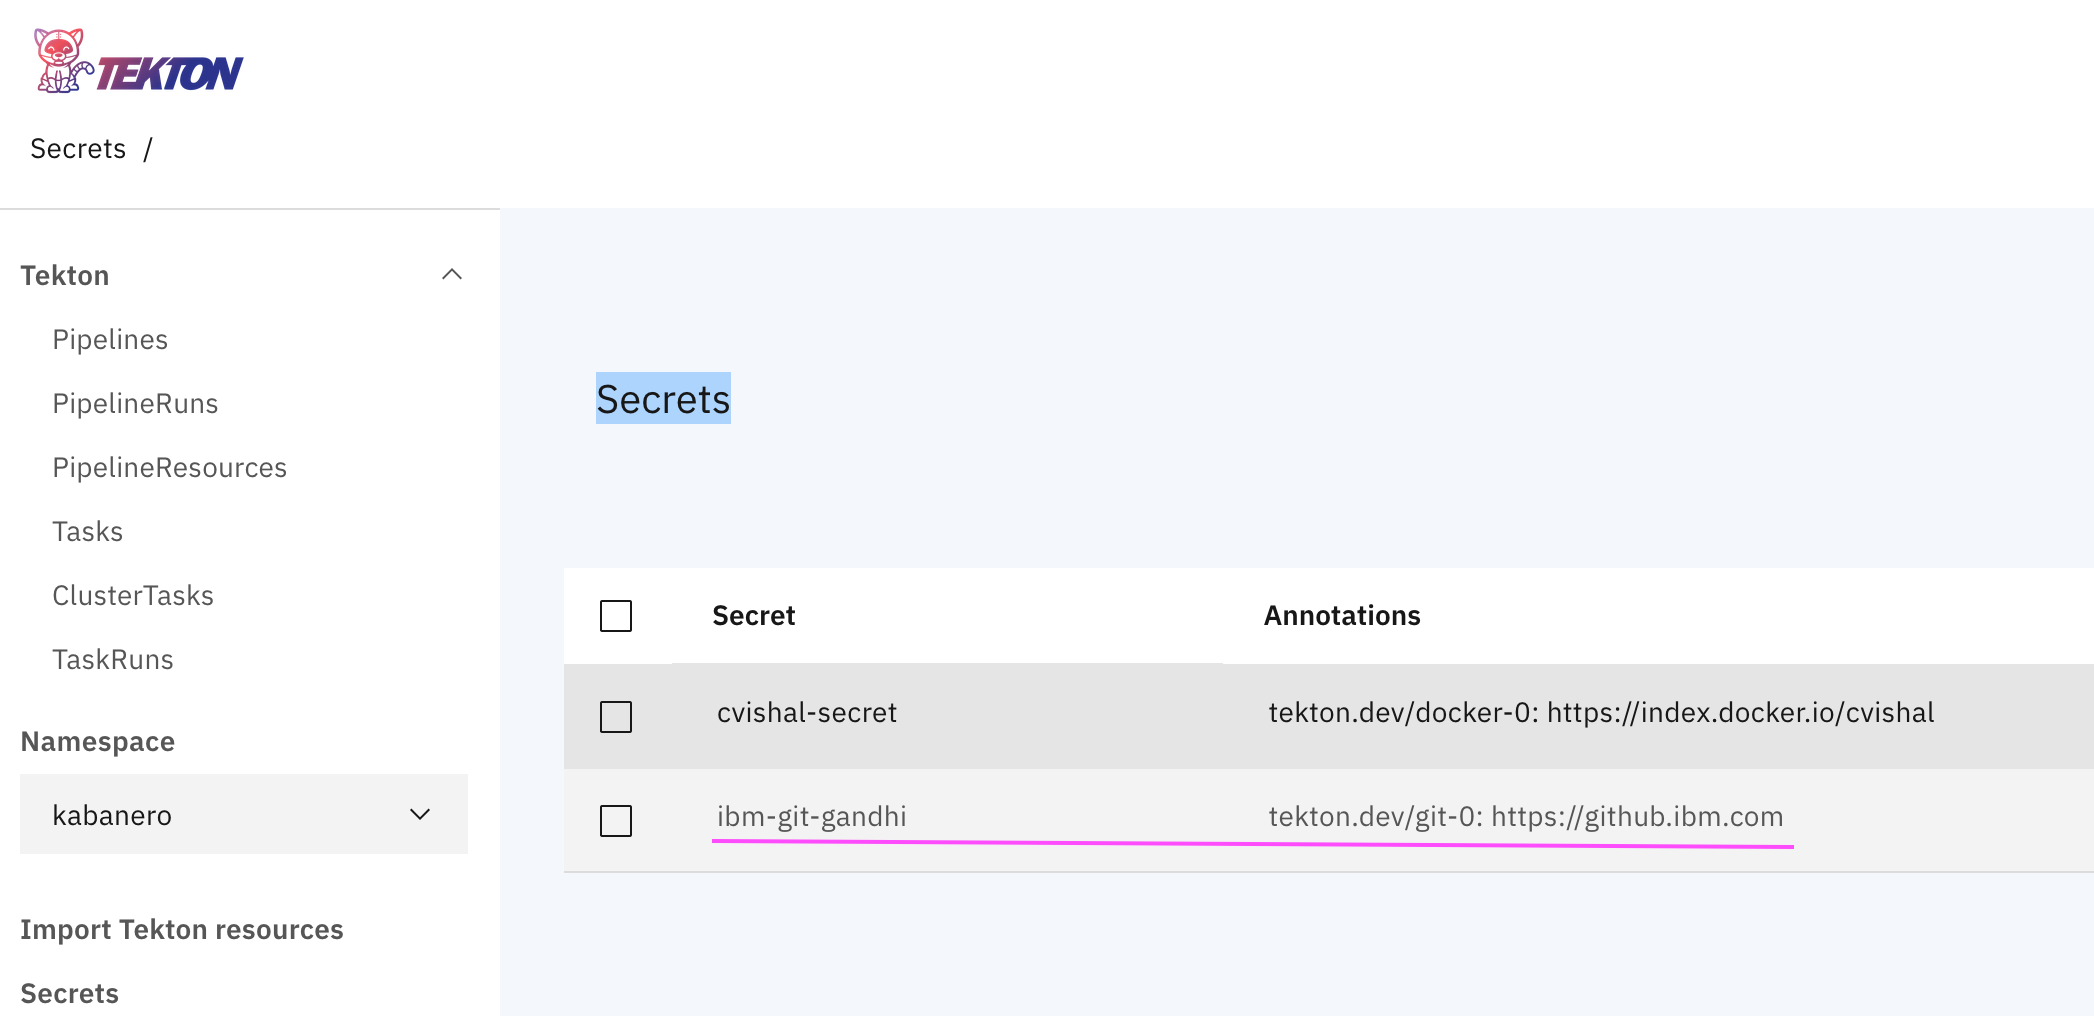 TEKTON
Secrets /
Tekton
Pipelines
PipelineRuns
PipelineResources
Tasks
ClusterTasks
TaskRuns
Namespace
kabanero
Import Tekton resources
Secrets
Secrets
Secret Annotations
cvishal-secret tekton.dev/docker-0: https://index.docker.io/cvishal
ibm-git-gandhi tekton.dev/git-0: https://github.ibm.com